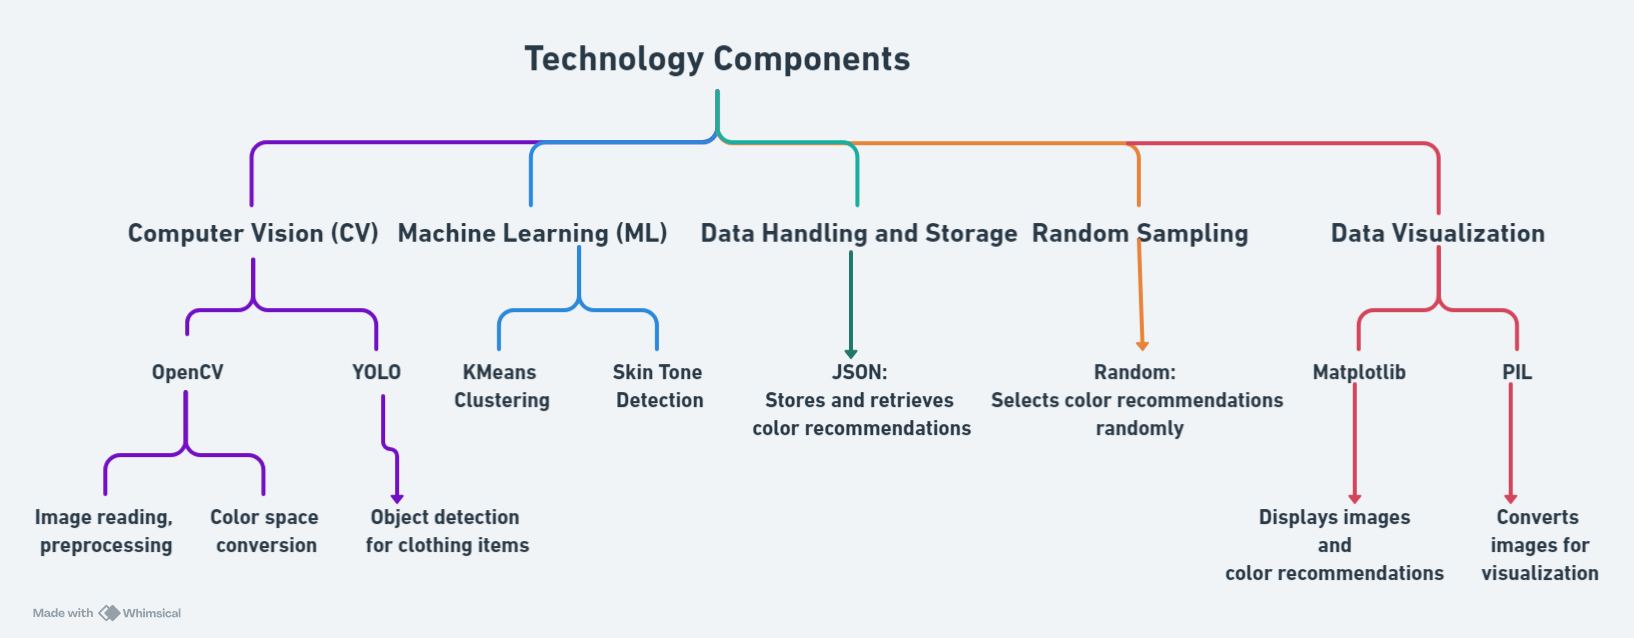 Technology Components
Computer Vision (CV)
Machine Learning (ML)
Data Handling and Storage
Random Sampling
Data Visualization
OpenCV
YOLO
KMeans
Clustering
Skin Tone
Detection
JSON:
Stores and retrieves
color recommendations
Random:
Selects color recommendations
randomly
Matplotlib
PIL
Image reading,
preprocessing
Color space
conversion
Object detection
for clothing items
Displays images
and
color recommendations
Converts
images for
visualization
Made with Whimsical